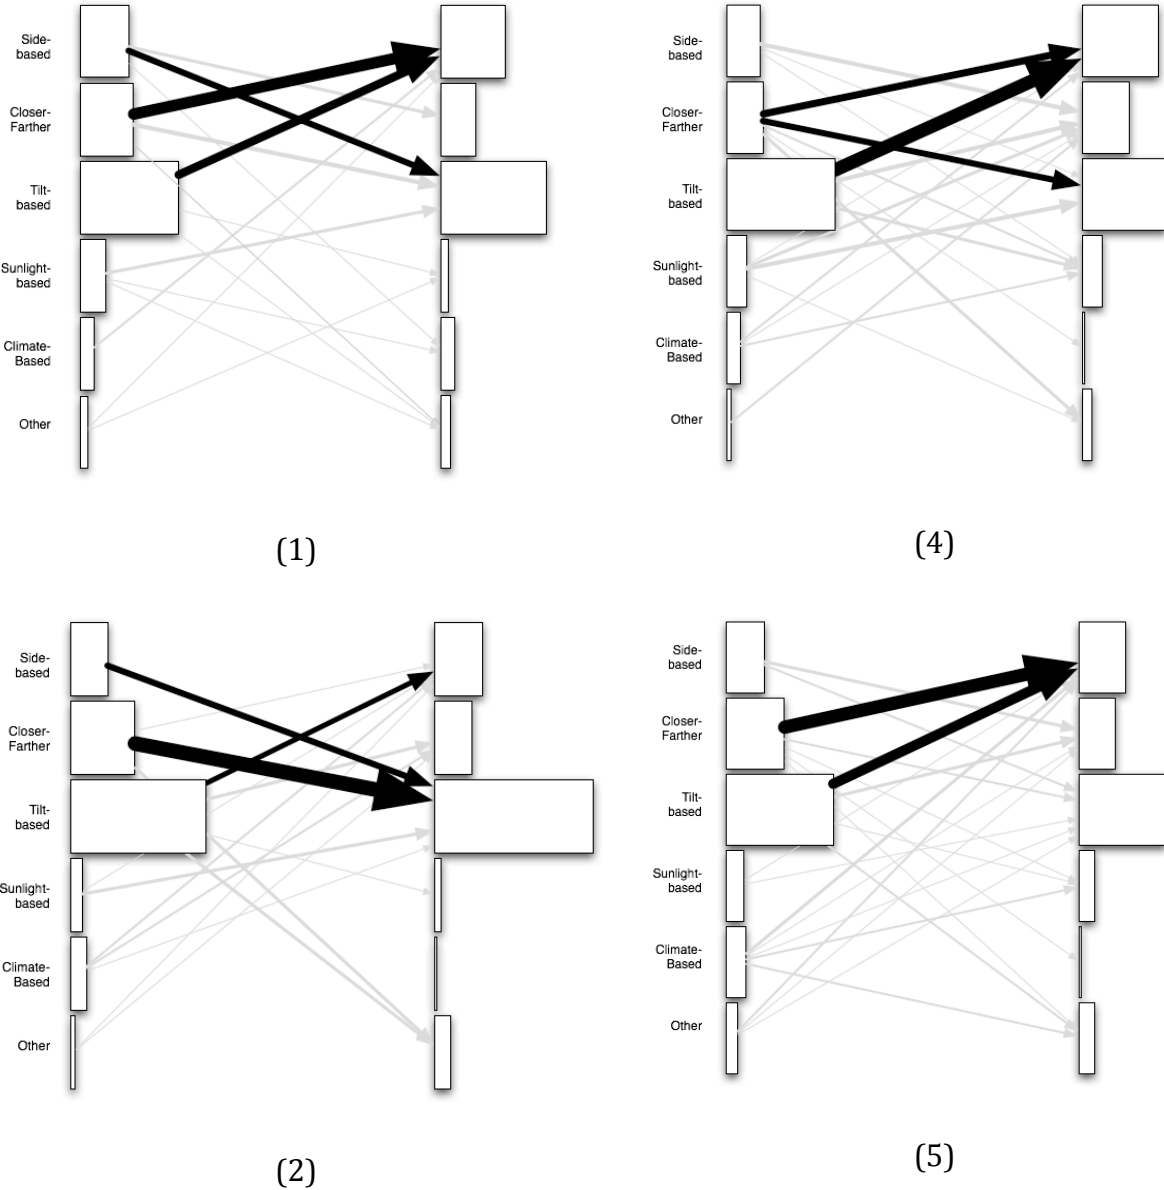 Side-
based
Closer-
Farther
Tilt-
based
Sunlight-
based
Climate-
Based
Other
(1)
Side-
based
Closer-
Farther
Tilt-
based
Sunlight-
based
Climate-
Based
Other
(4)
Side-
based
Closer-
Farther
Tilt-
based
Sunlight-
based
Climate-
Based
Other
(2)
Side-
based
Closer-
Farther
Tilt-
based
Sunlight-
based
Climate-
Based
Other
(5)